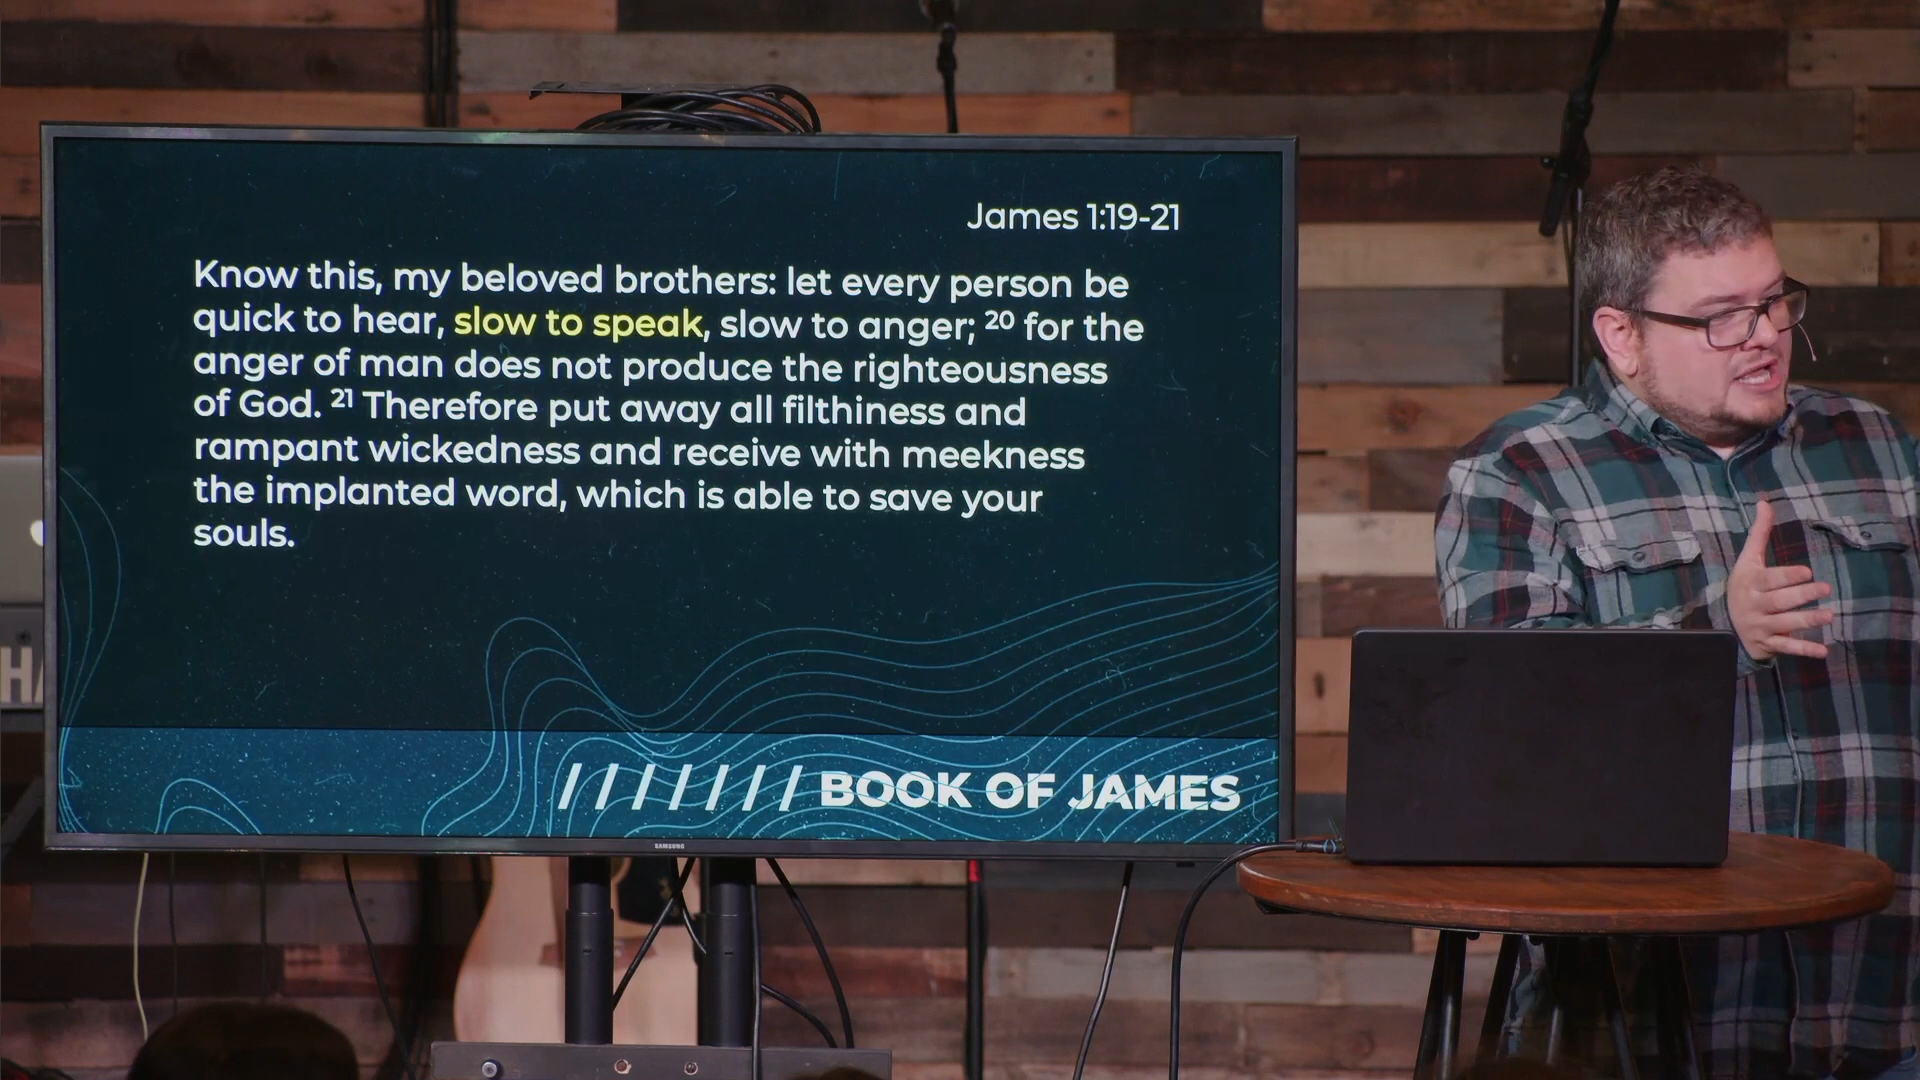 James 1:19-21
Know this, my beloved brothers: let every person be
quick to hear, slow to speak, slow to anger; 20 for the
anger of man does not produce the righteousness
of God. 21 Therefore put away all filthiness and
rampant wickedness and receive with meekness
the implanted word, which is able to save your
souls.
/////// BOOK OF JAMES
SAMSUNG